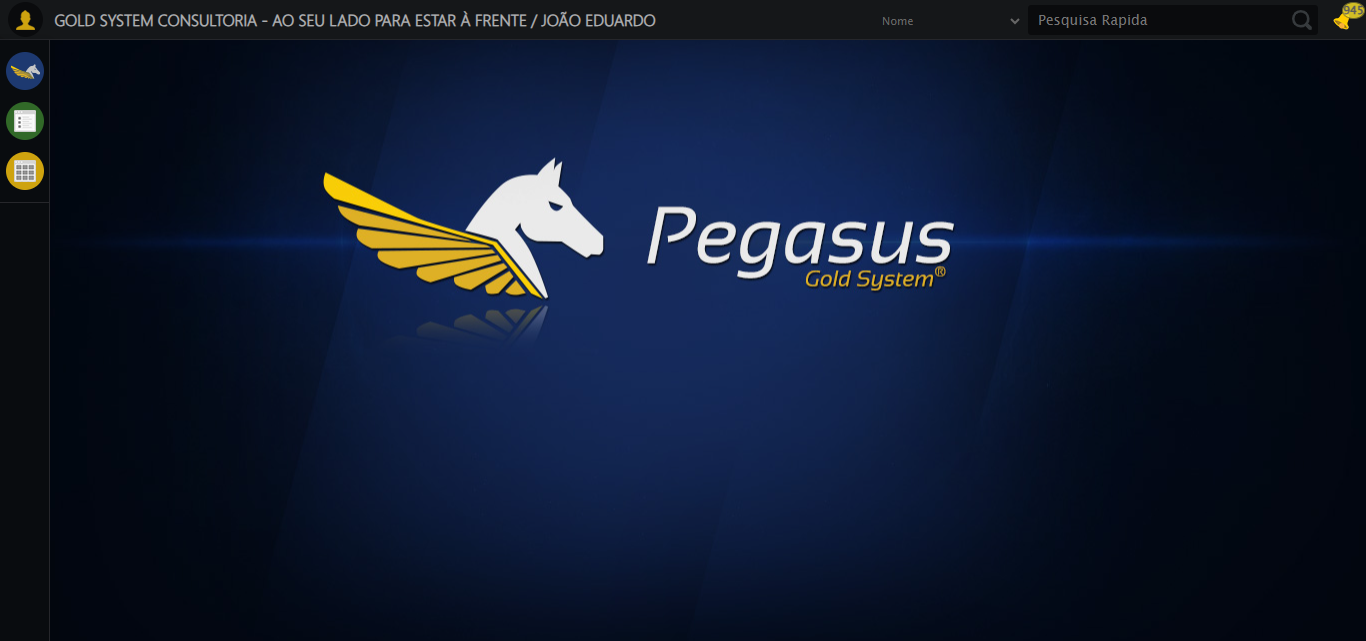 GOLD SYSTEM CONSULTORIA - AO SEU LADO PARA ESTAR À FRENTE / JOÃO EDUARDO
Nome
Pesquisa Rapida
945
Pegasus
Gold System®